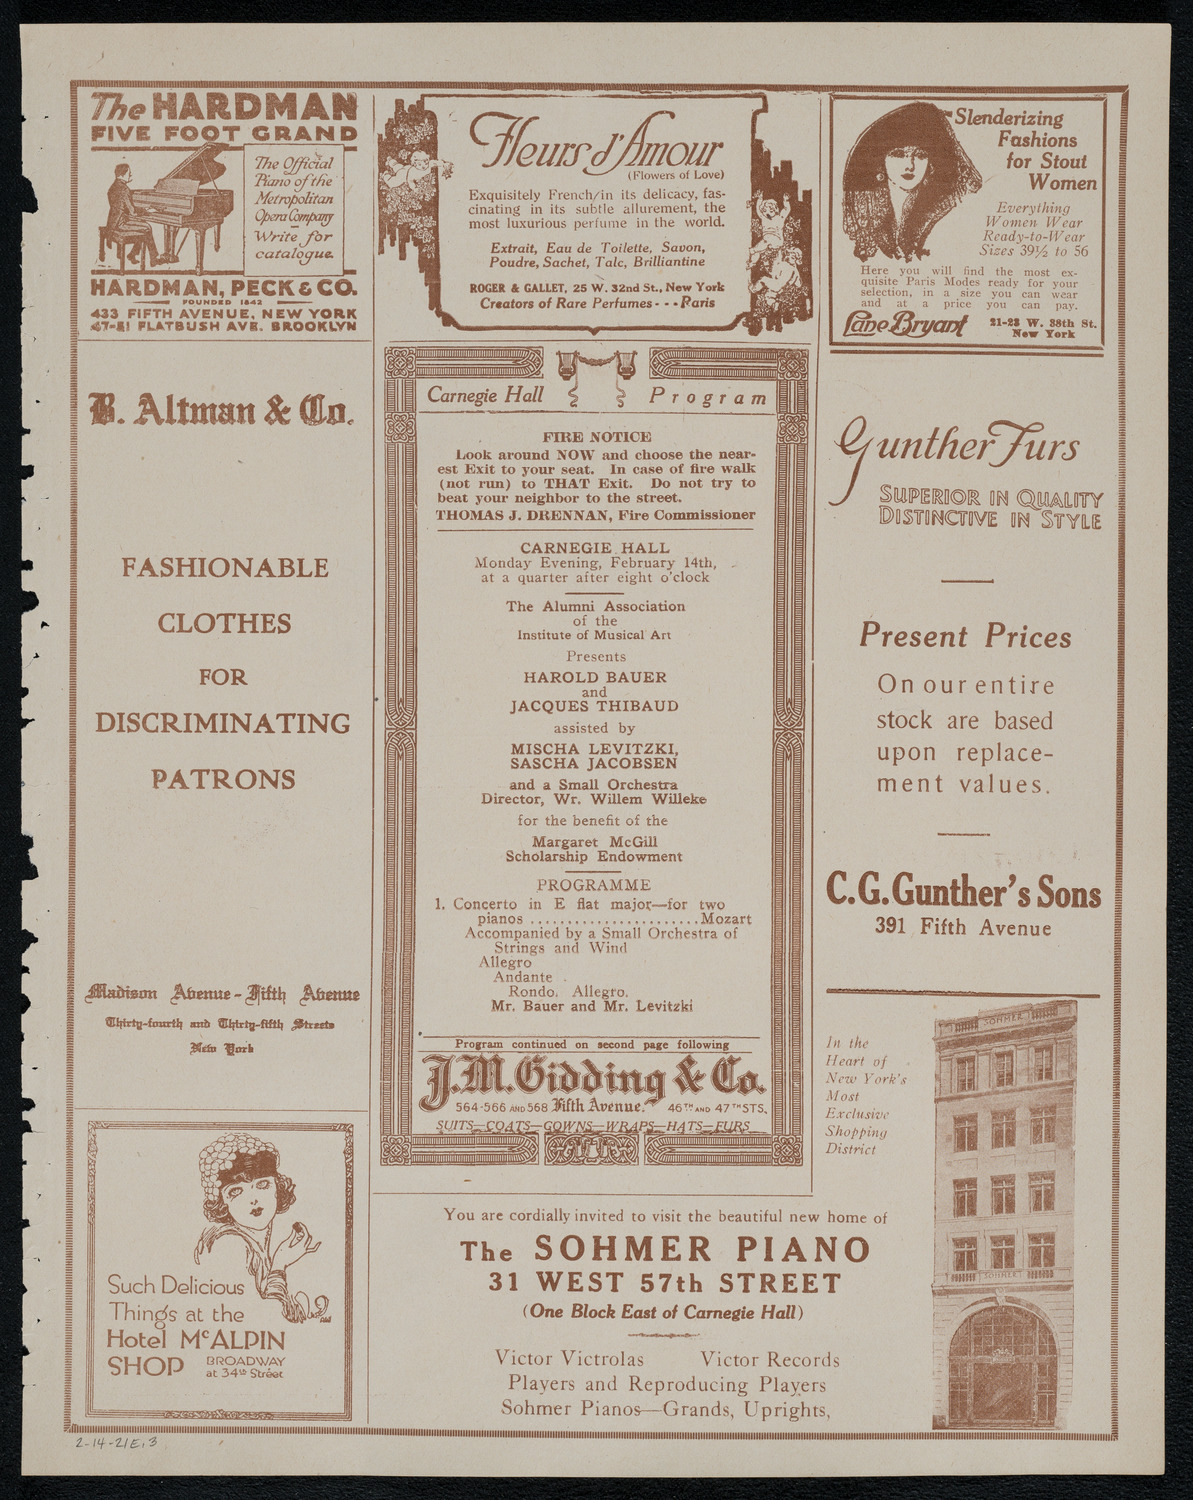 The HARDMAN
FIVE FOOT GRAND
The Official
Piano of the
Metropolitan
Opera Company
Write for
catalogue.
HARDMAN, PECK & CO.
FOUNDED 1842
433 FIFTH AVENUE, NEW YORK
47-51 FLATBUSH AVE. BROOKLYN
Fleurs d'Amour
(Flowers of Love)
Exquisitely French/in its delicacy, fas-
cinating in its subtle allurement, the
most luxurious perfume in the world.
Extrait, Eau de Toilette, Savon,
Poudre, Sachet, Talc, Brilliantine
ROGER & GALLET, 25 W. 32nd St., New York
Creators of Rare Perfumes - - - Paris
Slenderizing
Fashions
for Stout
Women
Everything
Women Wear
Ready-to-Wear
Sizes 39½ to 56
Here you will find the most ex-
quisite Paris Modes ready for your
selection, in a size you can wear
and at a price you can pay.
Lane Bryant 21-23 W. 38th St.
New York
B. Altman & Co.
FASHIONABLE
CLOTHES
FOR
DISCRIMINATING
PATRONS
Madison Avenue - Fifth Avenue
Thirty-fourth and Thirty-fifth Streets
New York
Such Delicious
Things at the
Hotel McALPIN
SHOP BROADWAY
at 34th Street
Carnegie Hall Program
FIRE NOTICE
Look around NOW and choose the near-
est Exit to your seat. In case of fire walk
(not run) to THAT Exit. Do not try to
beat your neighbor to the street.
THOMAS J. DRENNAN, Fire Commissioner
CARNEGIE HALL
Monday Evening, February 14th,
at a quarter after eight o'clock
The Alumni Association
of the
Institute of Musical Art
Presents
HAROLD BAUER
and
JACQUES THIBAUD
assisted by
MISCHA LEVITZKI,
SASCHA JACOBSEN
and a Small Orchestra
Director, Wr. Willem Willeke
for the benefit of the
Margaret McGill
Scholarship Endowment
PROGRAMME
1. Concerto in E flat major—for two
pianos .......................Mozart
Accompanied by a Small Orchestra of
Strings and Wind
Allegro
Andante
Rondo. Allegro.
Mr. Bauer and Mr. Levitzki
Program continued on second page following
J. M. Gidding & Co.
564-566 AND 568 Fifth Avenue. 46TH AND 47TH STS.
SUITS—COATS—GOWNS—WRAPS—HATS—FURS
Gunther Furs
SUPERIOR IN QUALITY
DISTINCTIVE IN STYLE
Present Prices
On our entire
stock are based
upon replace-
ment values.
C.G. Gunther's Sons
391 Fifth Avenue
In the
Heart of
New York's
Most
Exclusive
Shopping
District
SOHMER
SOHMER
You are cordially invited to visit the beautiful new home of
The SOHMER PIANO
31 WEST 57th STREET
(One Block East of Carnegie Hall)
Victor Victrolas Victor Records
Players and Reproducing Players
Sohmer Pianos—Grands, Uprights,
2-14-21E, 3